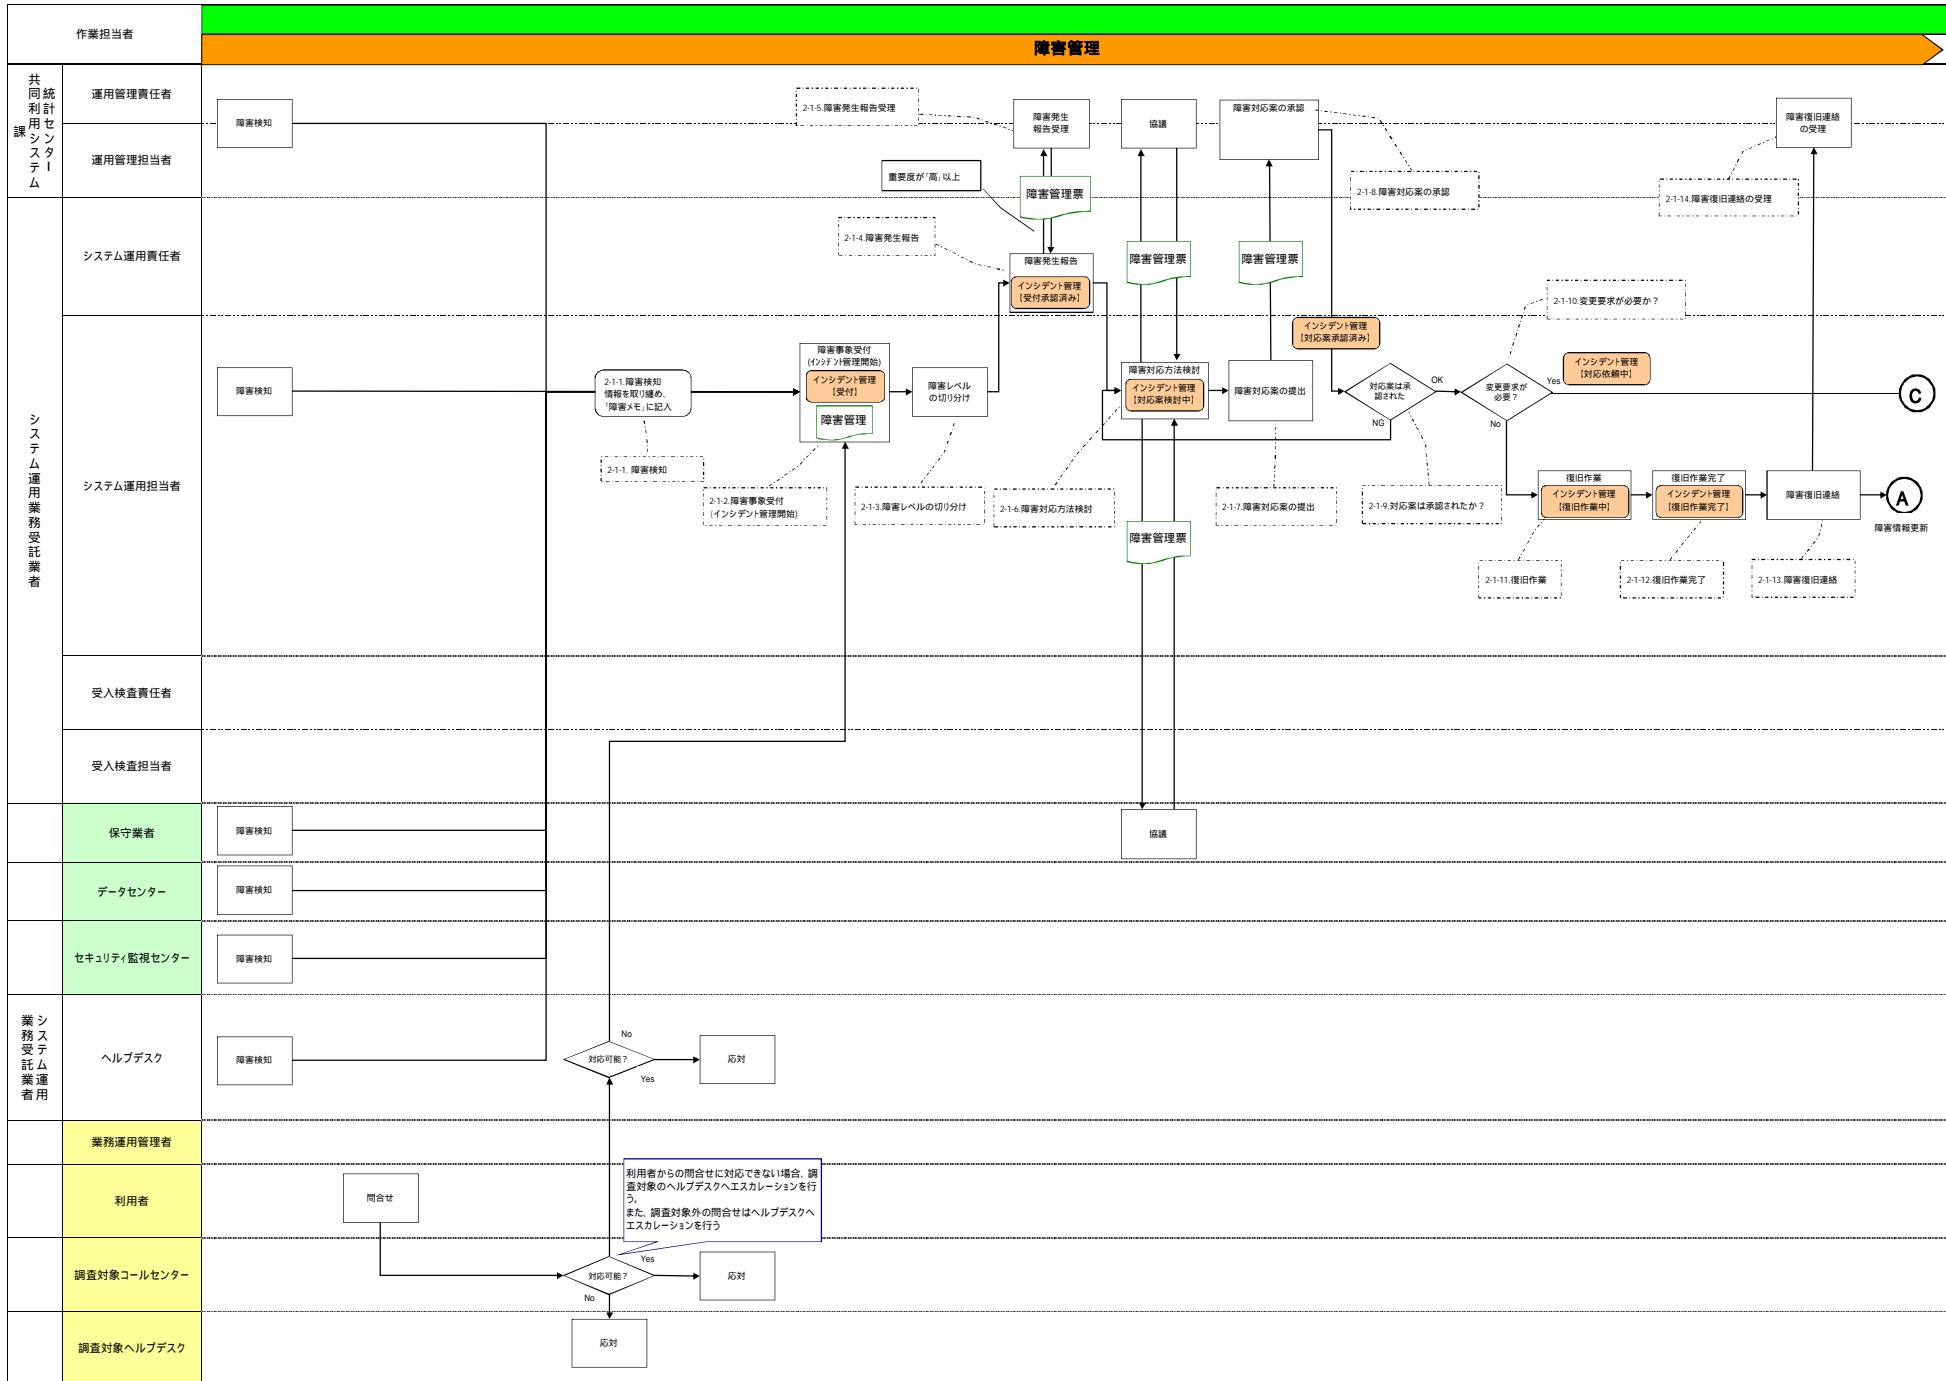 作業担当者
障害管理
統計センター
共同利用システム課
運用管理責任者
運用管理担当者
障害検知
2-1-5.障害発生報告受理
障害発生
報告受理
協議
障害対応案の承認
障害復旧連絡
の受理
重要度が「高」以上
障害管理票
2-1-8.障害対応案の承認
2-1-14.障害復旧連絡の受理
システム運用業務受託業者
システム運用責任者
2-1-4.障害発生報告
障害発生報告
インシデント管理
【受付承認済み】
障害管理票
障害管理票
2-1-10.変更要求が必要か？
インシデント管理
【対応案承認済み】
システム運用担当者
障害検知
2-1-1.障害検知
情報を取り纏め、
「障害メモ」に記入
障害事象受付
(インシデント管理開始)
インシデント管理
【受付】
障害管理
障害レベル
の切り分け
障害対応方法検討
インシデント管理
【対応案検討中】
障害対応案の提出
対応案は承
認された
OK
NG
変更要求が
必要？
Yes
No
インシデント管理
【対応依頼中】
C
2-1-1. 障害検知
2-1-2.障害事象受付
(インシデント管理開始)
2-1-3.障害レベルの切り分け
2-1-6.障害対応方法検討
2-1-7.障害対応案の提出
2-1-9.対応案は承認されたか？
復旧作業
インシデント管理
【復旧作業中】
復旧作業完了
インシデント管理
【復旧作業完了】
障害復旧連絡
A
障害情報更新
障害管理票
2-1-11.復旧作業
2-1-12.復旧作業完了
2-1-13.障害復旧連絡
受入検査責任者
受入検査担当者
保守業者
障害検知
協議
データセンター
障害検知
セキュリティ監視センター
障害検知
システム運用
業務受託業者
ヘルプデスク
障害検知
No
対応可能？
Yes
応対
業務運用管理者
利用者
問合せ
利用者からの問合せに対応できない場合、調
査対象のヘルプデスクへエスカレーションを行
う。
また、調査対象外の問合せはヘルプデスクへ
エスカレーションを行う
調査対象コールセンター
対応可能？
Yes
No
応対
調査対象ヘルプデスク
応対